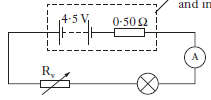 and in
4·5 V
0·50 Ω
A
Rᵥ